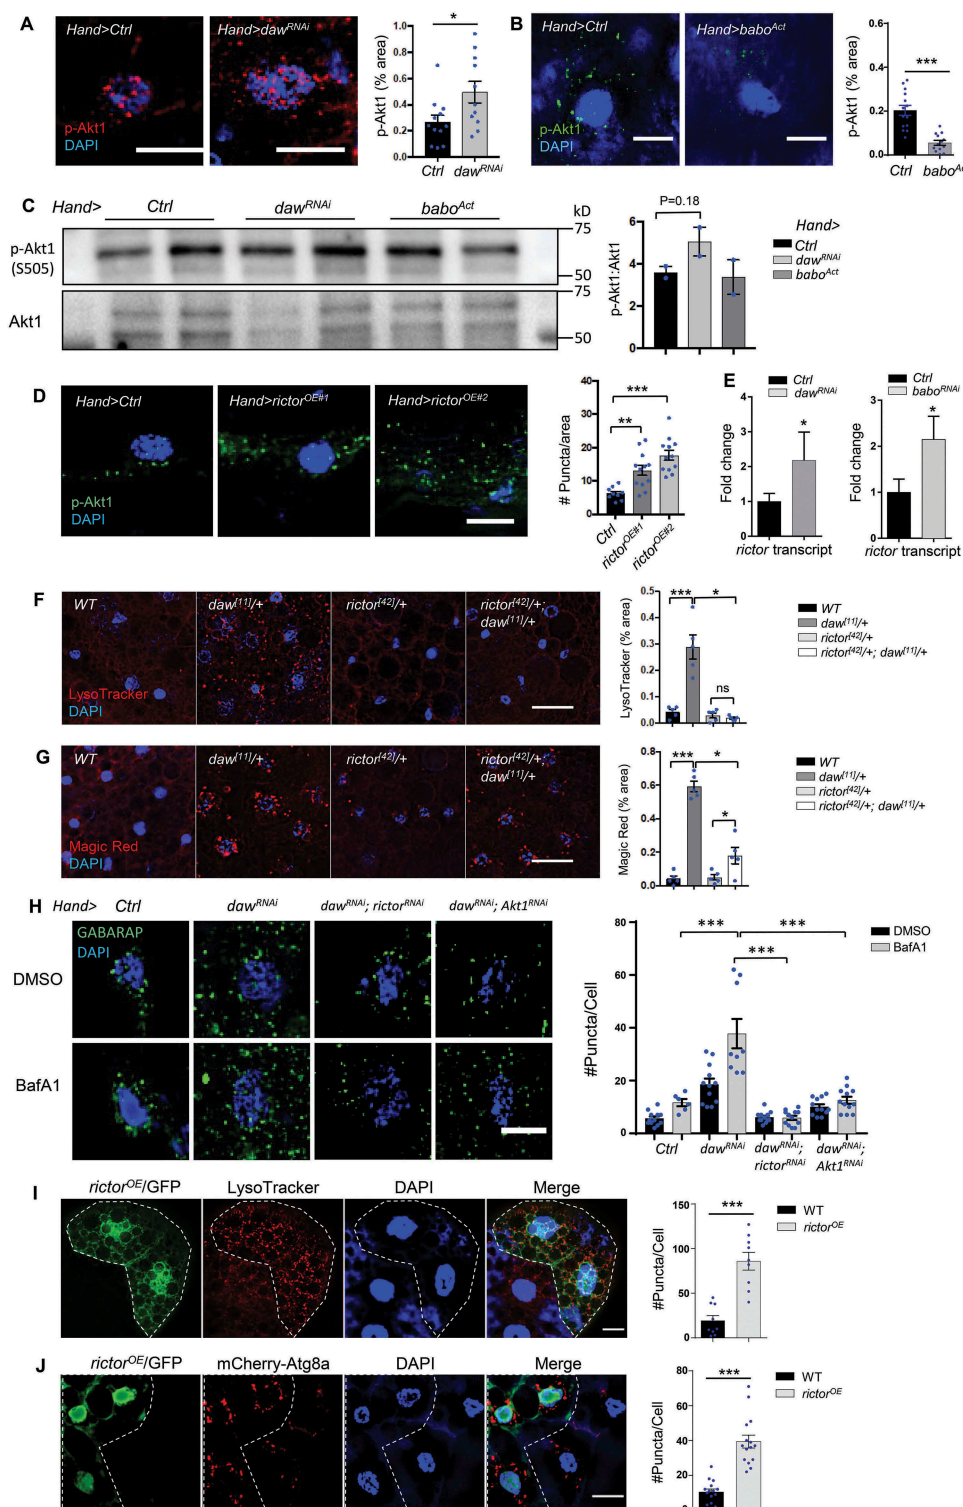 A
Hand>Ctrl
Hand>daw^RNAi
p-Akt1
DAPI
p-Akt1 (% area)
1.0
0.8
0.6
0.4
0.2
0.0
*
Ctrl daw^RNAi
B
Hand>Ctrl
Hand>babo^Act
p-Akt1
DAPI
p-Akt1 (% area)
0.6
0.4
0.2
0.0
***
Ctrl babo^Ac
C
Hand>
Ctrl
daw^RNAi
babo^Act
kD
p-Akt1
(S505)
75
50
Akt1
75
50
p-Akt1:Akt1
6
4
2
0
P=0.18
Hand>
Ctrl
daw^RNAi
babo^Act
D
Hand>Ctrl
Hand>rictor^OE#1
Hand>rictor^OE#2
p-Akt1
DAPI
# Puncta/area
40
30
20
10
0
***
**
Ctrl
rictor^OE#1
rictor^OE#2
E
Ctrl
daw^RNAi
Fold change
4
2
0
*
rictor transcript
Ctrl
babo^RNAi
Fold change
3
2
1
0
*
rictor transcript
F
WT
daw^[11]/+
rictor^[42]/+
rictor^[42]/+;
daw^[11]/+
LysoTracker
DAPI
LysoTracker (% area)
0.5
0.4
0.3
0.2
0.1
0.0
***
*
ns
WT
daw^[11]/+
rictor^[42]/+
rictor^[42]/+; daw^[11]/+
G
WT
daw^[11]/+
rictor^[42]/+
rictor^[42]/+;
daw^[11]/+
Magic Red
DAPI
Magic Red (% area)
0.8
0.6
0.4
0.2
0.0
***
*
*
WT
daw^[11]/+
rictor^[42]/+
rictor^[42]/+; daw^[11]/+
H
Hand>
Ctrl
daw^RNAi
daw^RNAi; rictor^RNAi
daw^RNAi; Akt1^RNAi
GABARAP
DAPI
DMSO
BafA1
#Puncta/Cell
80
60
40
20
0
***
***
***
DMSO
BafA1
Ctrl
daw^RNAi
daw^RNAi;
rictor^RNAi
daw^RNAi;
Akt1^RNAi
I
rictor^OE/GFP
LysoTracker
DAPI
Merge
#Puncta/Cell
150
100
50
0
***
WT
rictor^OE
J
rictor^OE/GFP
mCherry-Atg8a
DAPI
Merge
#Puncta/Cell
80
60
40
20
0
***
WT
rictor^OE